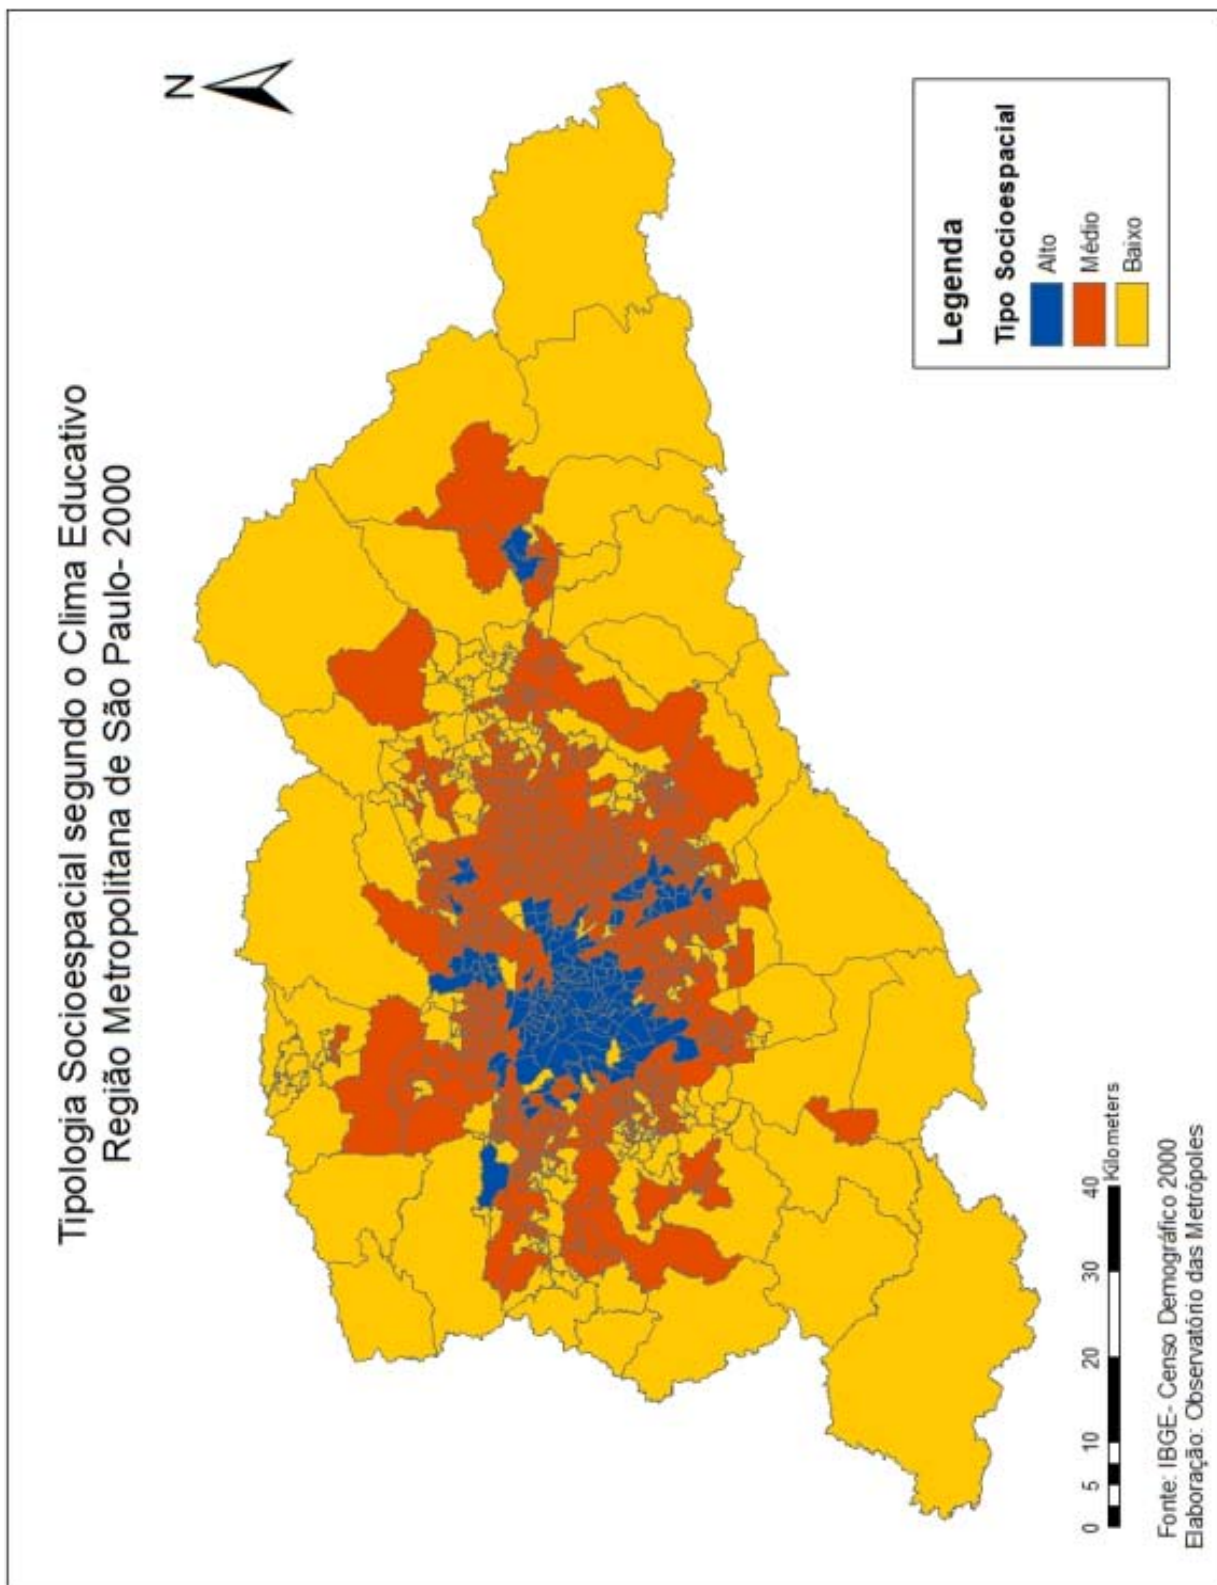 Tipologia Socioespacial segundo o Clima Educativo
Região Metropolitana de São Paulo- 2000
N
Legenda
Tipo Socioespacial
Alto
Médio
Baixo
0 5 10 20 30 40
Kilometers
Fonte: IBGE- Censo Demográfico 2000
Elaboração: Observatório das Metrópoles